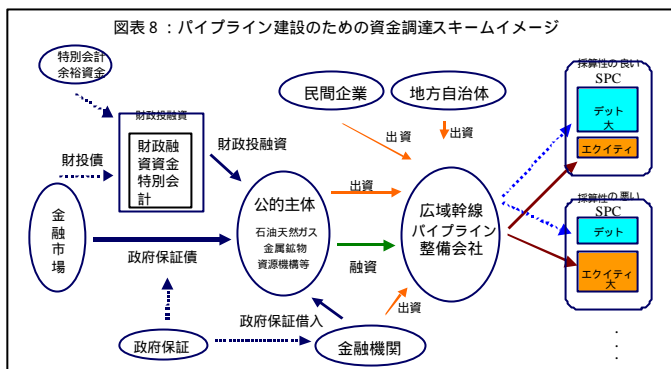 図表8：パイプライン建設のための資金調達スキームイメージ
特別会計
余裕資金
財政投融資
財政融
資資金
特別会
計
財投債
財政投融資
金融市場
政府保証債
政府保証
政府保証借入
公的主体
石油天然ガス
金属鉱物
資源機構等
民間企業
地方自治体
出資
出資
出資
融資
出資
金融機関
広域幹線
パイプライン
整備会社
採算性の良い
SPC
デット
大
エクイティ
採算性の悪い
SPC
デット
エクイティ
大
・
・
・